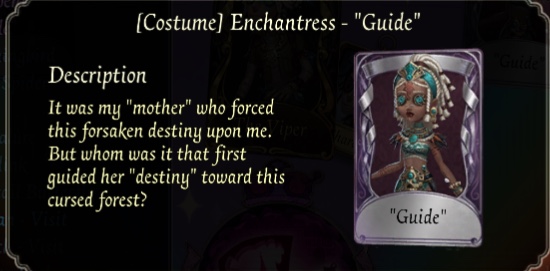 [Costume] Enchantress - "Guide"
Description
It was my "mother" who forced
this forsaken destiny upon me.
But whom was it that first
guided her "destiny" toward this
cursed forest?
"Guide"
"Guide"